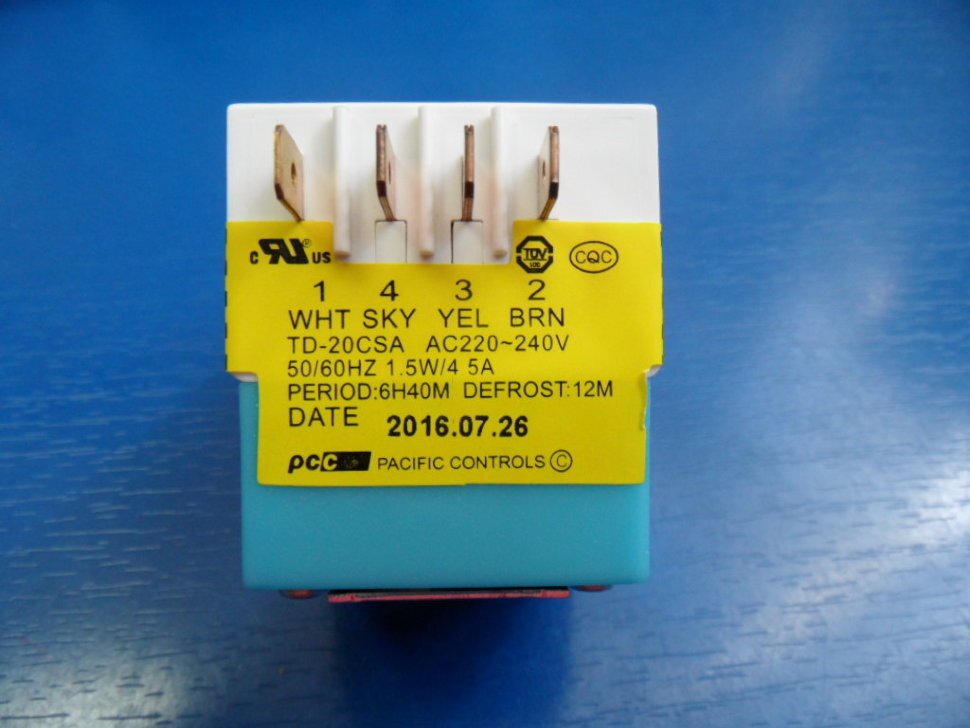 c RU ® US TÜV CQC
1 4 3 2
WHT SKY YEL BRN
TD-20CSA AC220~240V
50/60HZ 1.5W/4 5A
PERIOD:6H40M DEFROST:12M
DATE 2016.07.26
pcc PACIFIC CONTROLS ©